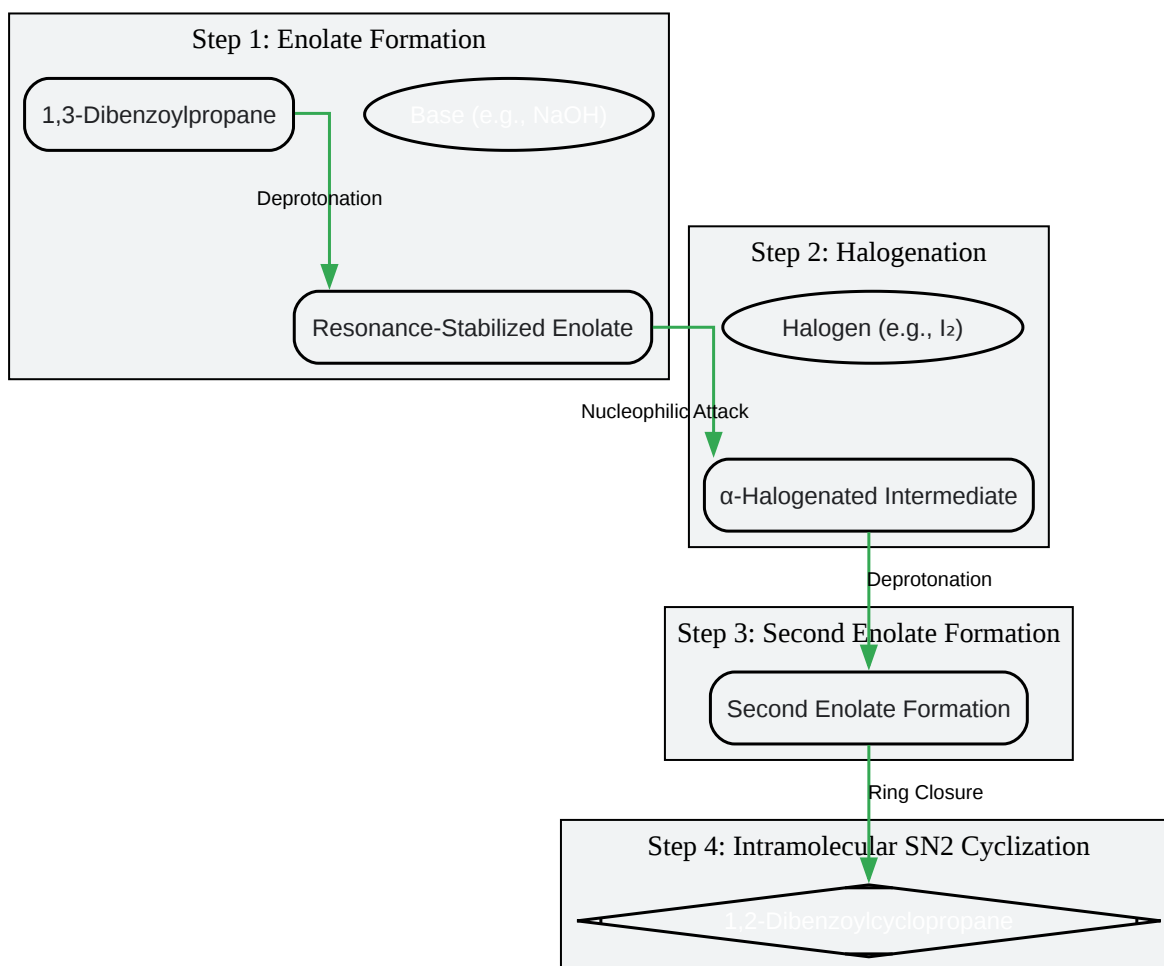 Step 1: Enolate Formation
1,3-Dibenzoylpropane
Base (e.g., NaOH)
Deprotonation
Resonance-Stabilized Enolate
Step 2: Halogenation
Halogen (e.g., I₂)
Nucleophilic Attack
α-Halogenated Intermediate
Deprotonation
Step 3: Second Enolate Formation
Second Enolate Formation
Ring Closure
Step 4: Intramolecular SN2 Cyclization
1,2-Dibenzoylcyclopropane